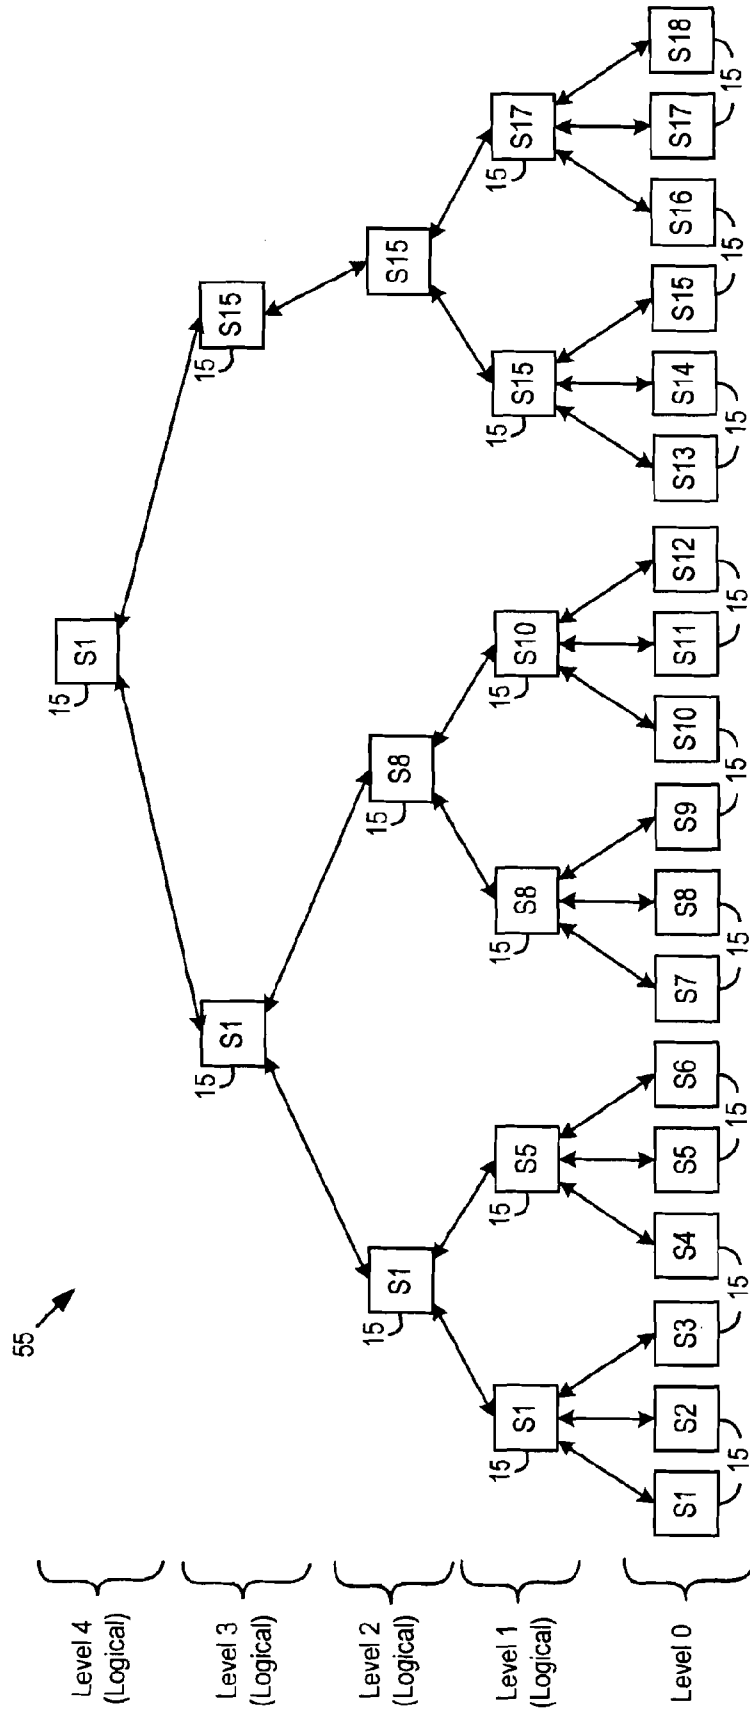 55
Level 4
(Logical)
15 S1
Level 3
(Logical)
15 S1 15 S15
Level 2
(Logical)
15 S1 15 S8 S15
Level 1
(Logical)
15 S1 15 S5 15 S8 15 S10 15 S15 15 S17
Level 0
S1 S2 S3 S4 S5 S6 S7 S8 S9 S10 S11 S12 S13 S14 S15 S16 S17 S18
15 15 15 15 15 15 15 15 15